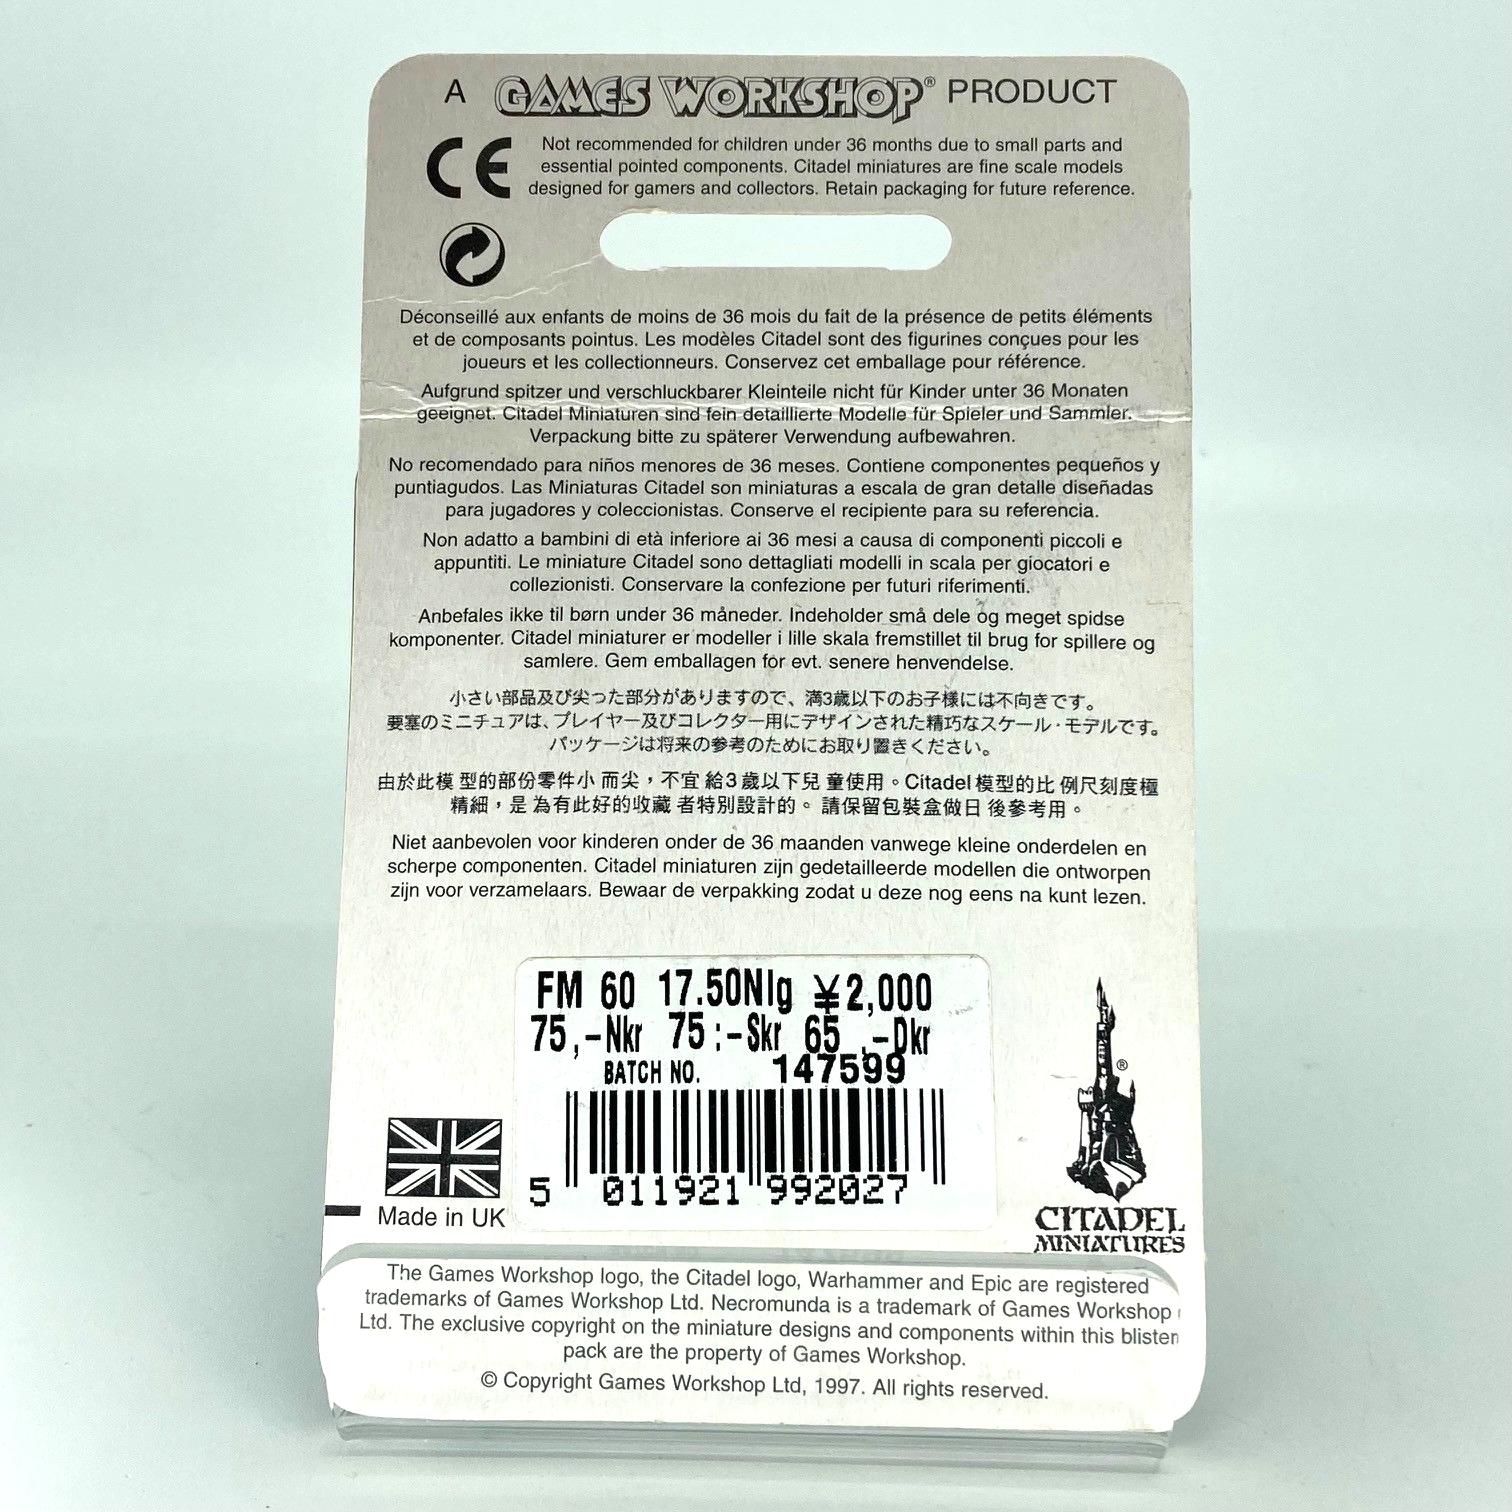 A GAMES WORKSHOP® PRODUCT
CE
Not recommended for children under 36 months due to small parts and
essential pointed components. Citadel miniatures are fine scale models
designed for gamers and collectors. Retain packaging for future reference.
Déconseillé aux enfants de moins de 36 mois du fait de la présence de petits éléments
et de composants pointus. Les modèles Citadel sont des figurines conçues pour les
joueurs et les collectionneurs. Conservez cet emballage pour référence.
Aufgrund spitzer und verschluckbarer Kleinteile nicht für Kinder unter 36 Monaten
geeignet. Citadel Miniaturen sind fein detaillierte Modelle für Spieler und Sammler.
Verpackung bitte zu späterer Verwendung aufbewahren.
No recomendado para niños menores de 36 meses. Contiene componentes pequeños y
puntiagudos. Las Miniaturas Citadel son miniaturas a escala de gran detalle diseñadas
para jugadores y coleccionistas. Conserve el recipiente para su referencia.
Non adatto a bambini di età inferiore ai 36 mesi a causa di componenti piccoli e
appuntiti. Le miniature Citadel sono dettagliati modelli in scala per giocatori e
collezionisti. Conservare la confezione per futuri riferimenti.
Anbefales ikke til børn under 36 måneder. Indeholder små dele og meget spidse
komponenter. Citadel miniaturer er modeller i lille skala fremstillet til brug for spillere og
samlere. Gem emballagen for evt. senere henvendelse.
小さい部品及び尖った部分がありますので、満3歳以下のお子様には不向きです。
要塞のミニチュアは、プレイヤー及びコレクター用にデザインされた精巧なスケール・モデルです。
パッケージは将来の参考のためにお取り置きください。
由於此模 型的部份零件小 而尖，不宜 給3 歲以下兒 童使用。Citadel 模型的比 例尺刻度極
精細，是 為有此好的收藏 者特別設計的。 請保留包裝盒做日 後參考用。
Niet aanbevolen voor kinderen onder de 36 maanden vanwege kleine onderdelen en
scherpe componenten. Citadel miniaturen zijn gedetailleerde modellen die ontworpen
zijn voor verzamelaars. Bewaar de verpakking zodat u deze nog eens na kunt lezen.
FM 60 17.50Nlg ¥2,000
75,-Nkr 75:-Skr 65,-Dkr
BATCH NO. 147599
5 011921 992027
Made in UK
®
CITADEL
MINIATURES
The Games Workshop logo, the Citadel logo, Warhammer and Epic are registered
trademarks of Games Workshop Ltd. Necromunda is a trademark of Games Workshop
Ltd. The exclusive copyright on the miniature designs and components within this blister
pack are the property of Games Workshop.
© Copyright Games Workshop Ltd, 1997. All rights reserved.